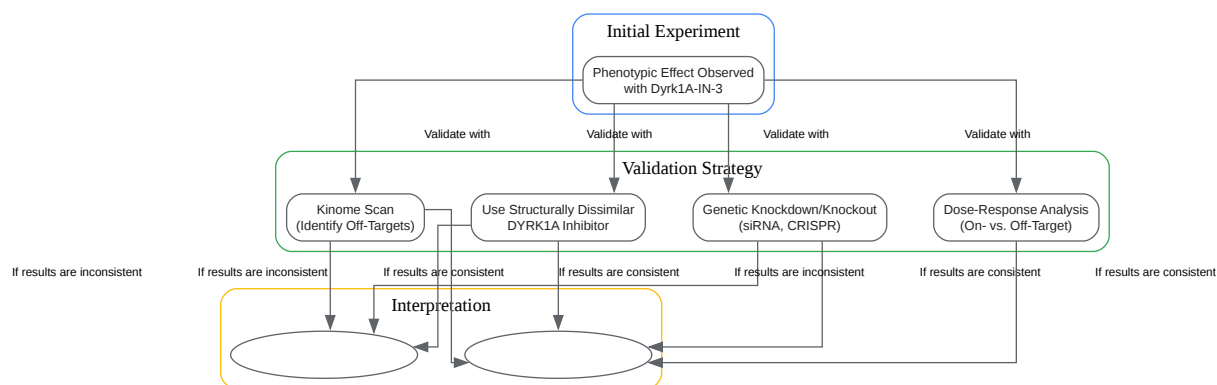 Initial Experiment
Phenotypic Effect Observed
with Dyrk1A-IN-3
Validate with
Validate with
Validate with
Validate with
Validation Strategy
Kinome Scan
(Identify Off-Targets)
Use Structurally Dissimilar
DYRK1A Inhibitor
Genetic Knockdown/Knockout
(siRNA, CRISPR)
Dose-Response Analysis
(On- vs. Off-Target)
If results are inconsistent
If results are inconsistent
If results are consistent
If results are consistent
If results are inconsistent
If results are consistent
If results are consistent
Interpretation